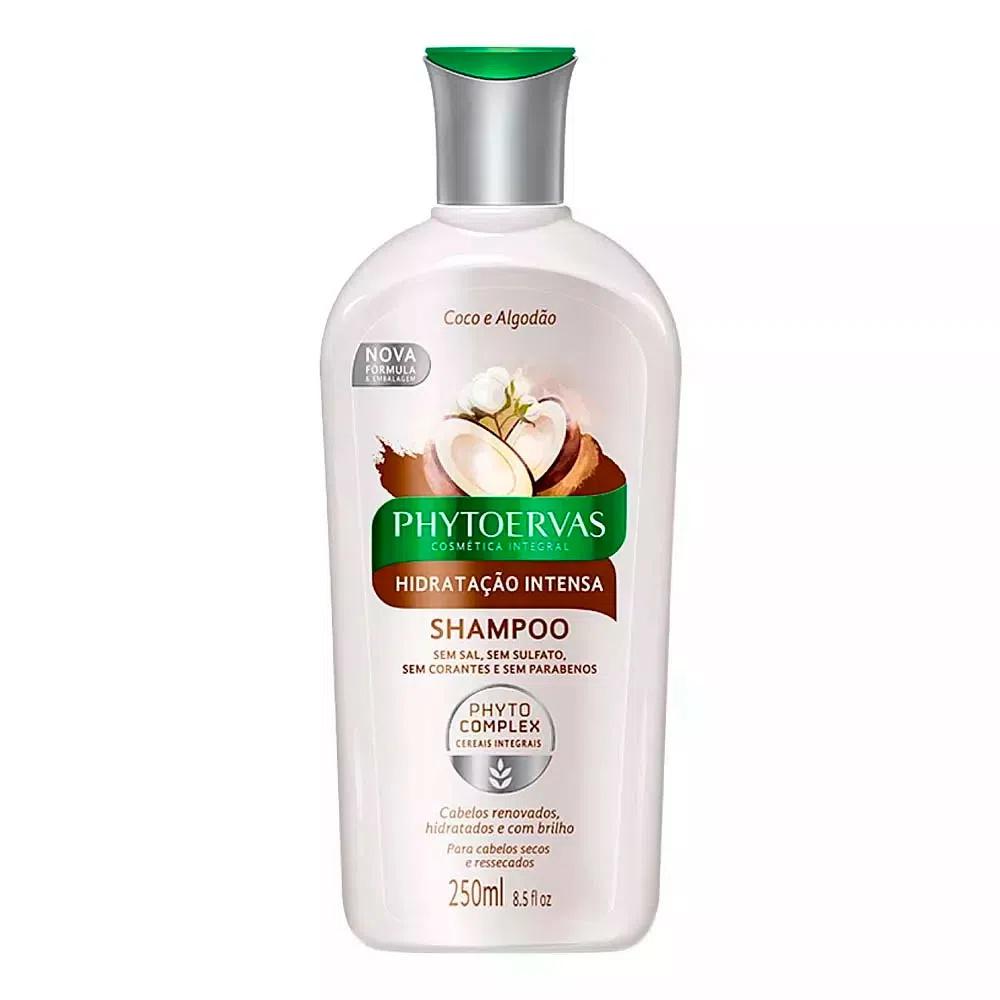 Coco e Algodão
NOVA
FÓRMULA
& EMBALAGEM
PHYTOERVAS
COSMÉTICA INTEGRAL
HIDRATAÇÃO INTENSA
SHAMPOO
SEM SAL, SEM SULFATO,
SEM CORANTES E SEM PARABENOS
PHYTO
COMPLEX
CEREAIS INTEGRAIS
Cabelos renovados,
hidratados e com brilho
Para cabelos secos
e ressecados
250ml 8.5 fl oz